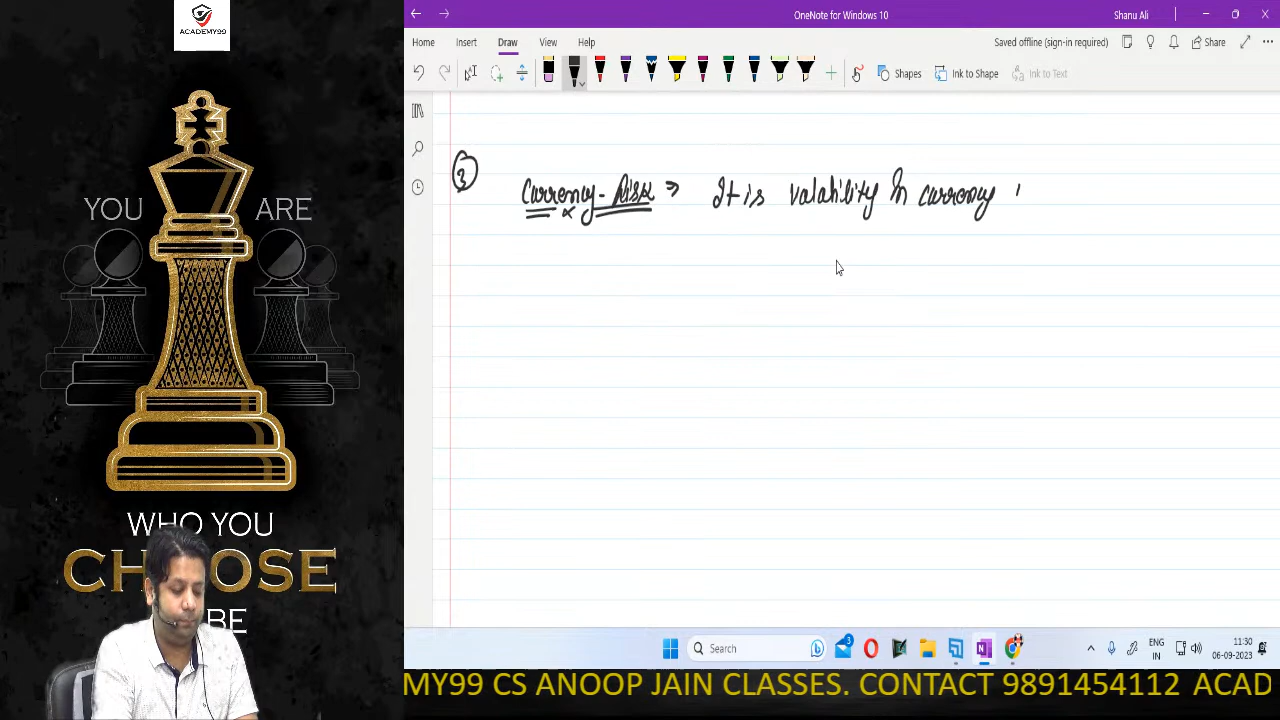 ACADEMY99
YOU ARE
WHO YOU
CH OSE
BE
OneNote for Windows 10
Shanu Ali
Home Insert Draw View Help
Saved offline (sign-in required)
Share
Shapes Ink to Shape Ink to Text
3
Currency - Risk ⇒ It is volability In currency
Search
3
ENG
IN
11:30
06-09-2023
MY99 CS ANOOP JAIN CLASSES. CONTACT 9891454112 ACAD